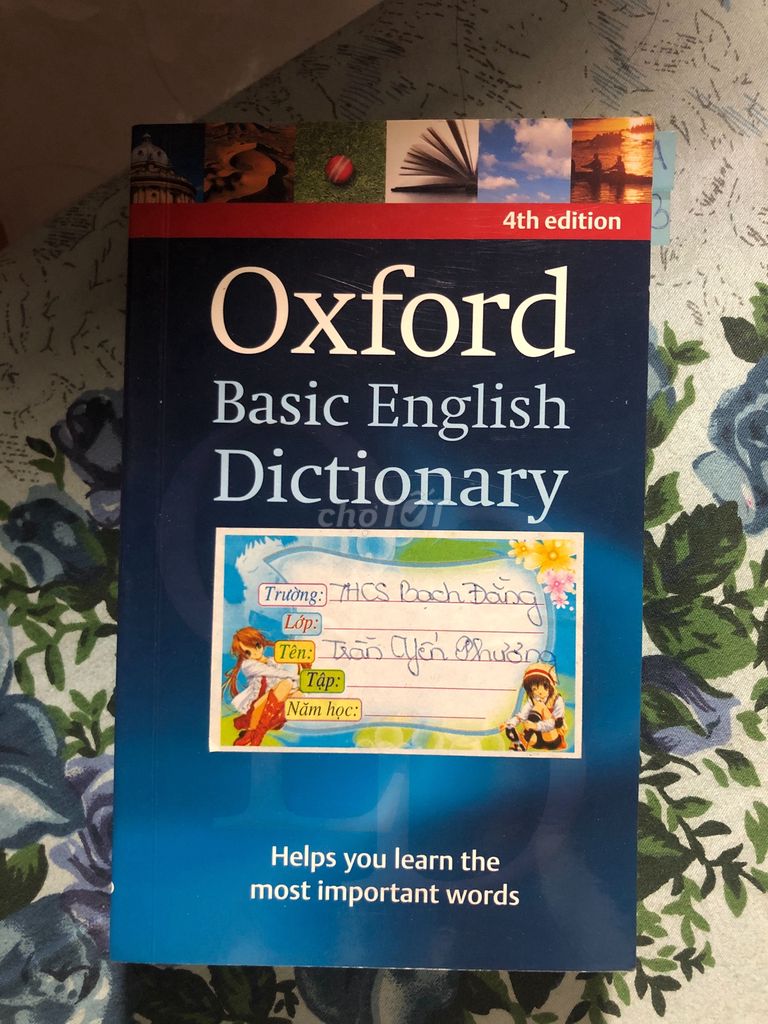 4th edition
Oxford
Basic English
Dictionary
chợ TỐT
Trường: THCS Bạch Đằng
Lớp:
Tên: Trần Yến Phương
Tập:
Năm học:
Helps you learn the
most important words
A
B